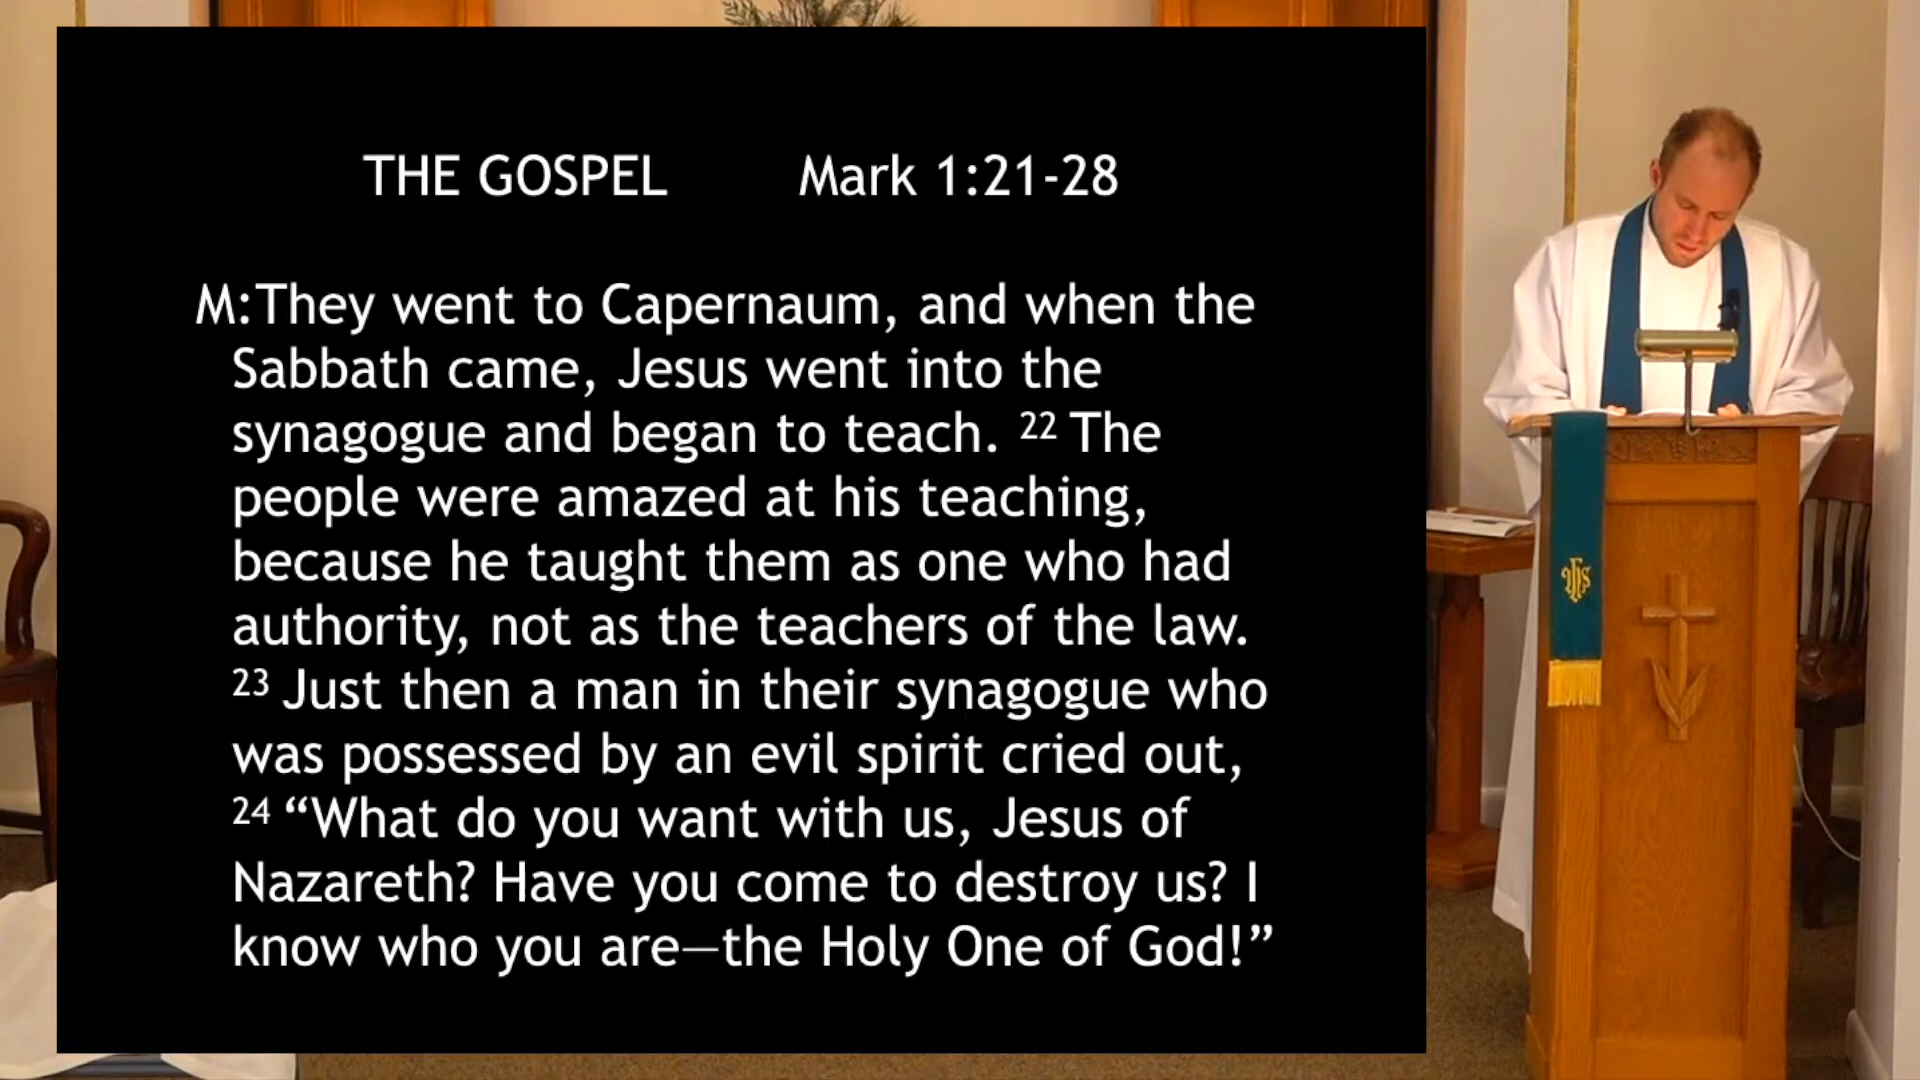 THE GOSPEL Mark 1:21-28
M:They went to Capernaum, and when the
Sabbath came, Jesus went into the
synagogue and began to teach. 22 The
people were amazed at his teaching,
because he taught them as one who had
authority, not as the teachers of the law.
23 Just then a man in their synagogue who
was possessed by an evil spirit cried out,
24 “What do you want with us, Jesus of
Nazareth? Have you come to destroy us? I
know who you are—the Holy One of God!”
IHS